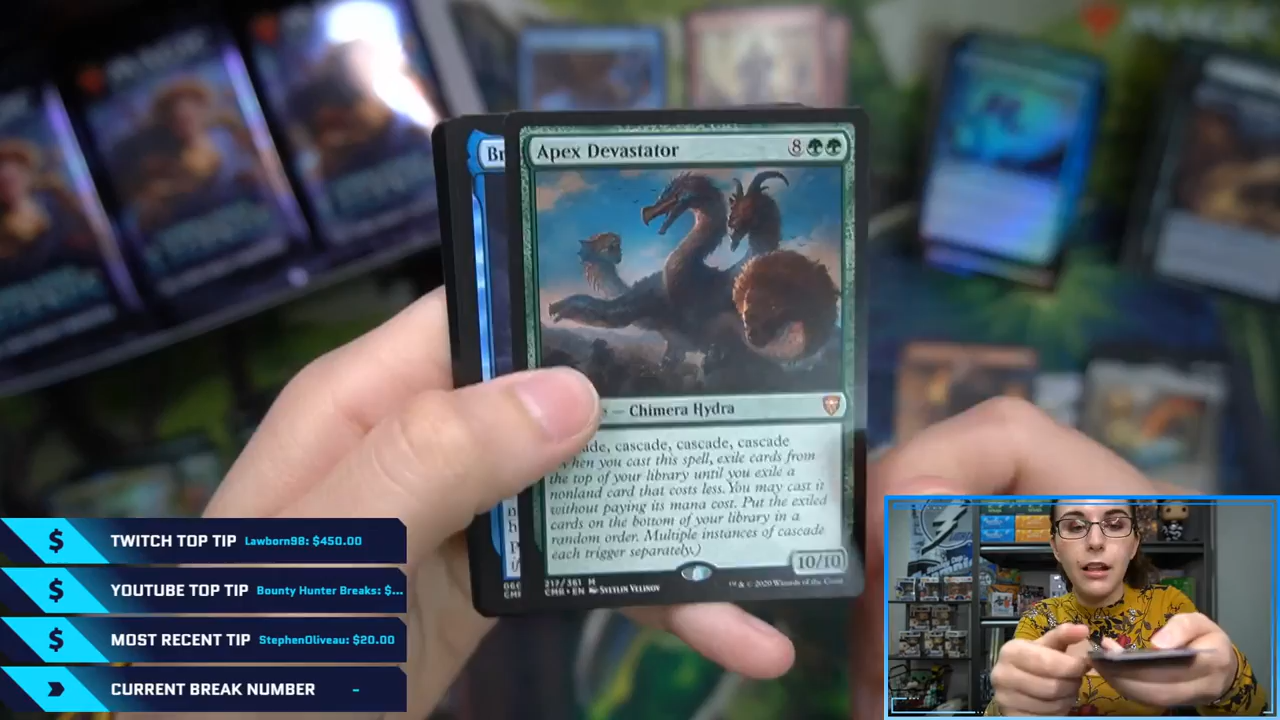 MAGIC
Br
Apex Devastator 8
— Chimera Hydra
ade, cascade, cascade, cascade
when you cast this spell, exile cards from
the top of your library until you exile a
nonland card that costs less. You may cast it
without paying its mana cost. Put the exiled
cards on the bottom of your library in a
random order. Multiple instances of cascade
each trigger separately.)
10/10
217/361 M
CMR • EN Svetlin Velinov
™ & © 2020 Wizards of the Coast
TWITCH TOP TIP Lawborn98: $450.00
YOUTUBE TOP TIP Bounty Hunter Breaks: $...
MOST RECENT TIP StephenOliveau: $20.00
CURRENT BREAK NUMBER -